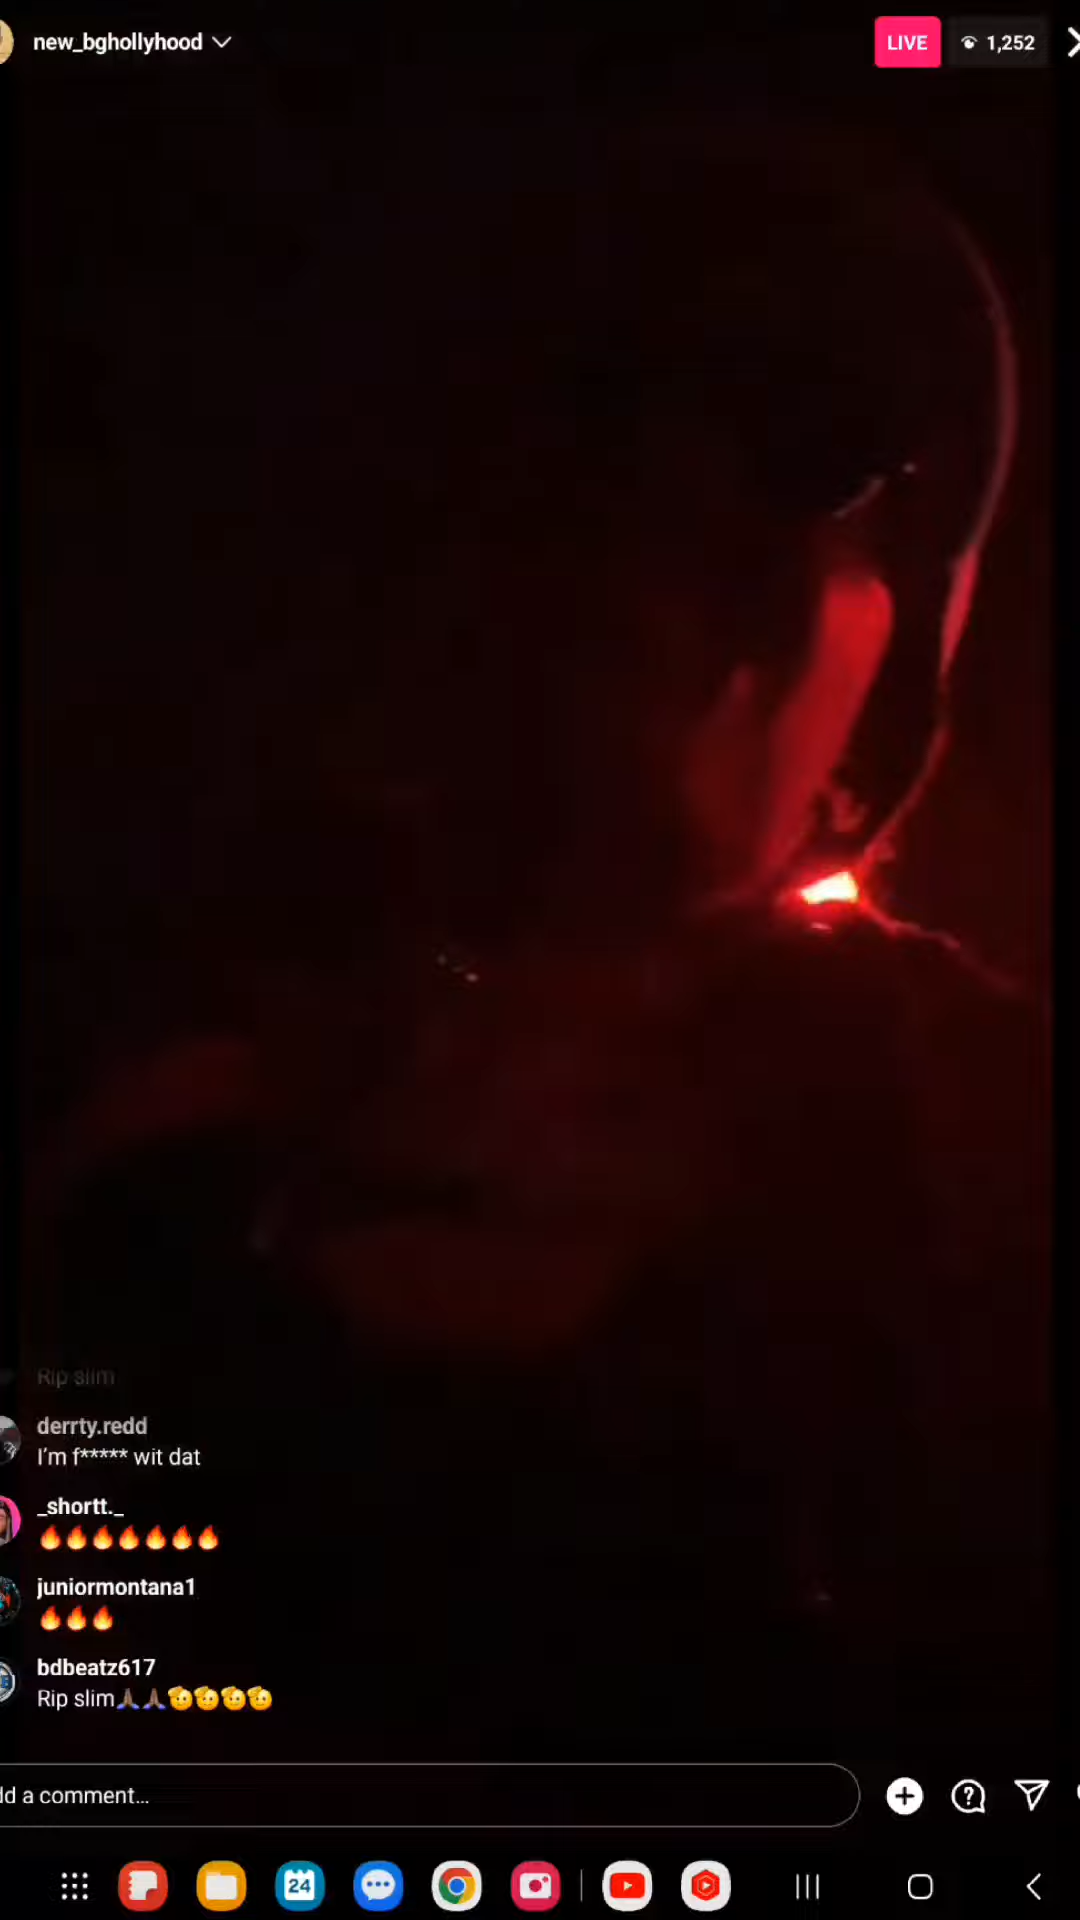 new_bghollyhood
LIVE
1,252
Rip slim
derrty.redd
I'm f***** wit dat
_shortt._
🔥🔥🔥🔥🔥🔥🔥
juniormontana1
🔥🔥🔥
bdbeatz617
Rip slim🙏🏾🙏🏾🫡🫡🫡🫡
dd a comment...
24